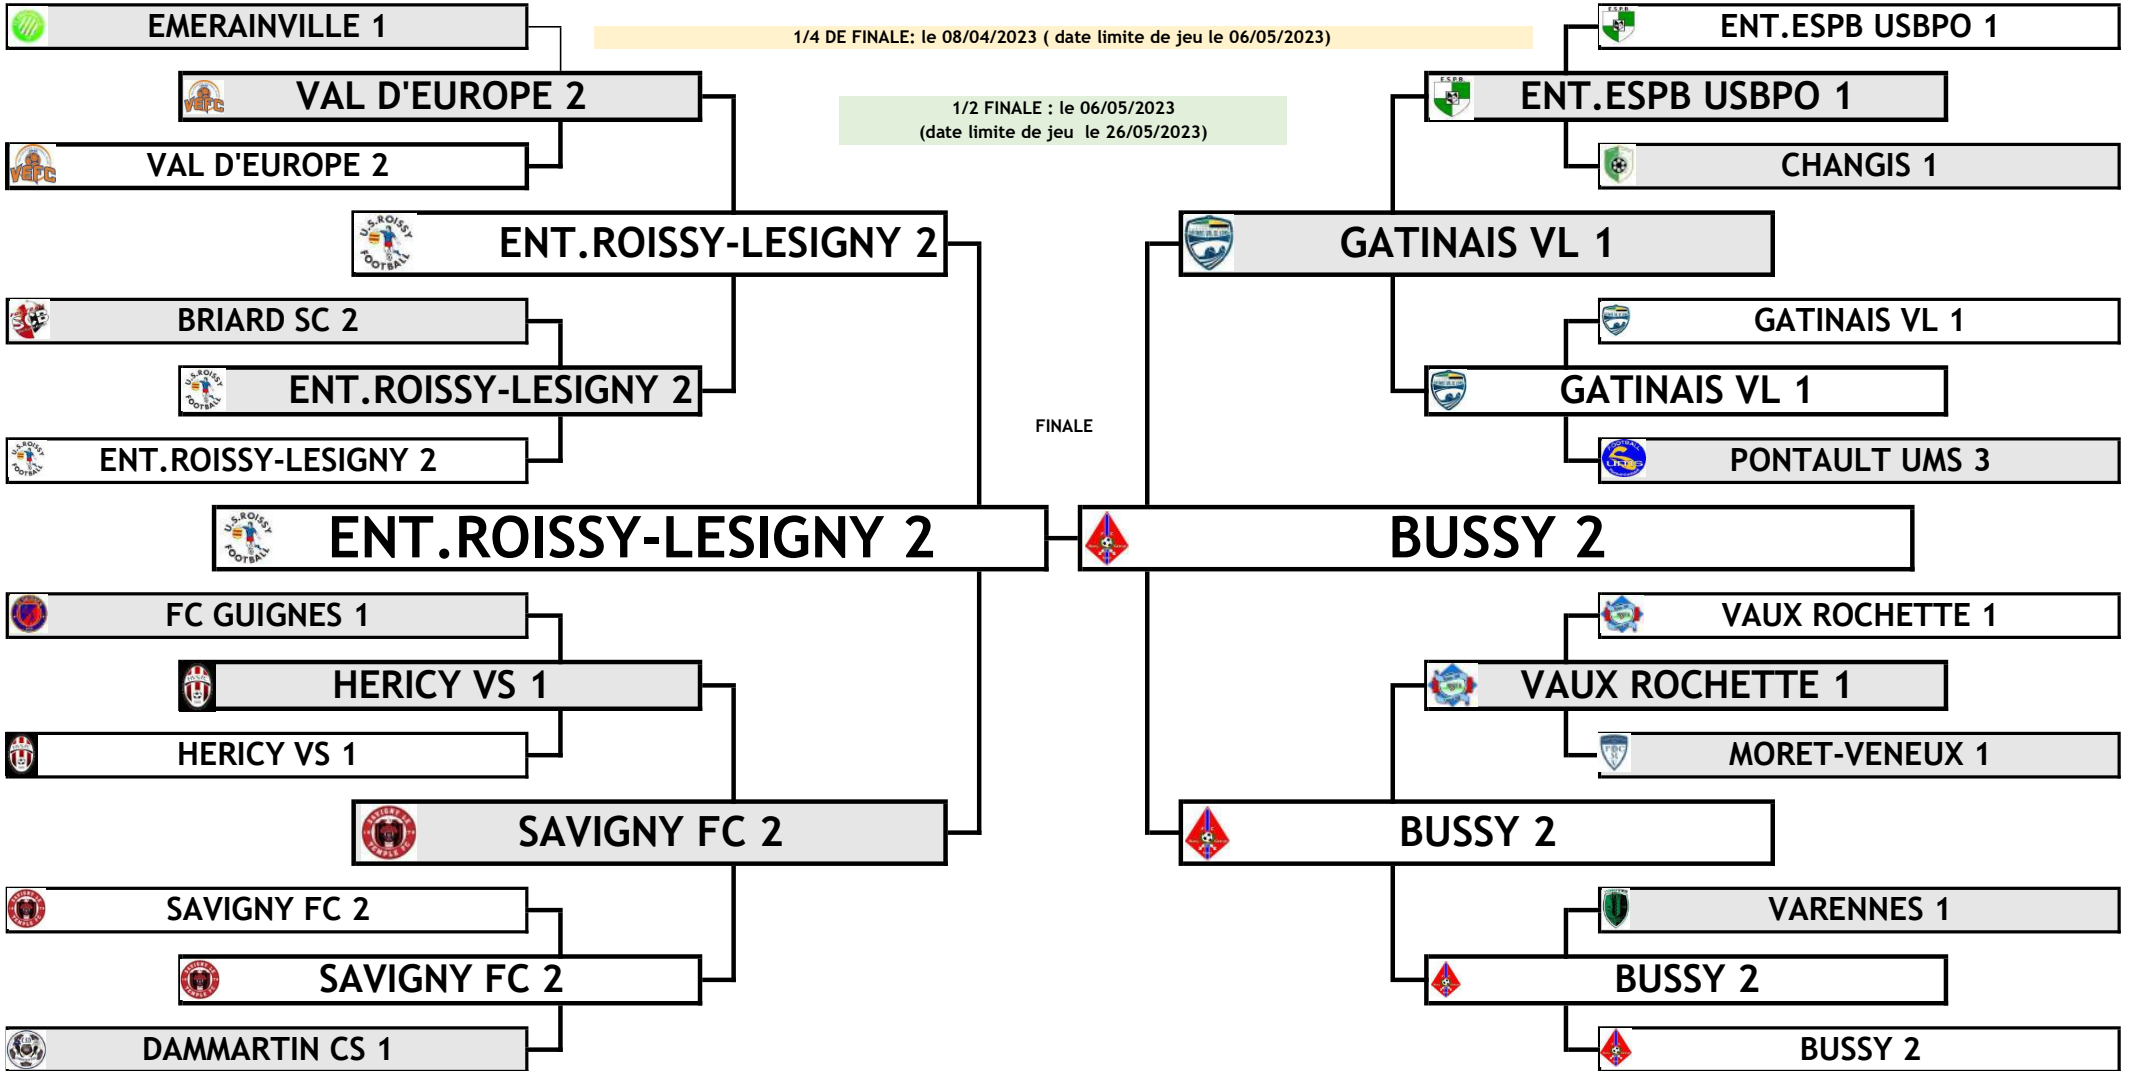 EMERAINVILLE 1
1/4 DE FINALE: le 08/04/2023 ( date limite de jeu le 06/05/2023)
ENT.ESPB USBPO 1
VAL D'EUROPE 2
1/2 FINALE : le 06/05/2023
(date limite de jeu le 26/05/2023)
ENT.ESPB USBPO 1
VAL D'EUROPE 2
CHANGIS 1
ENT.ROISSY-LESIGNY 2
GATINAIS VL 1
BRIARD SC 2
GATINAIS VL 1
ENT.ROISSY-LESIGNY 2
GATINAIS VL 1
FINALE
ENT.ROISSY-LESIGNY 2
PONTAULT UMS 3
ENT.ROISSY-LESIGNY 2
BUSSY 2
FC GUIGNES 1
VAUX ROCHETTE 1
HERICY VS 1
VAUX ROCHETTE 1
HERICY VS 1
MORET-VENEUX 1
SAVIGNY FC 2
BUSSY 2
SAVIGNY FC 2
VARENNES 1
SAVIGNY FC 2
BUSSY 2
DAMMARTIN CS 1
BUSSY 2